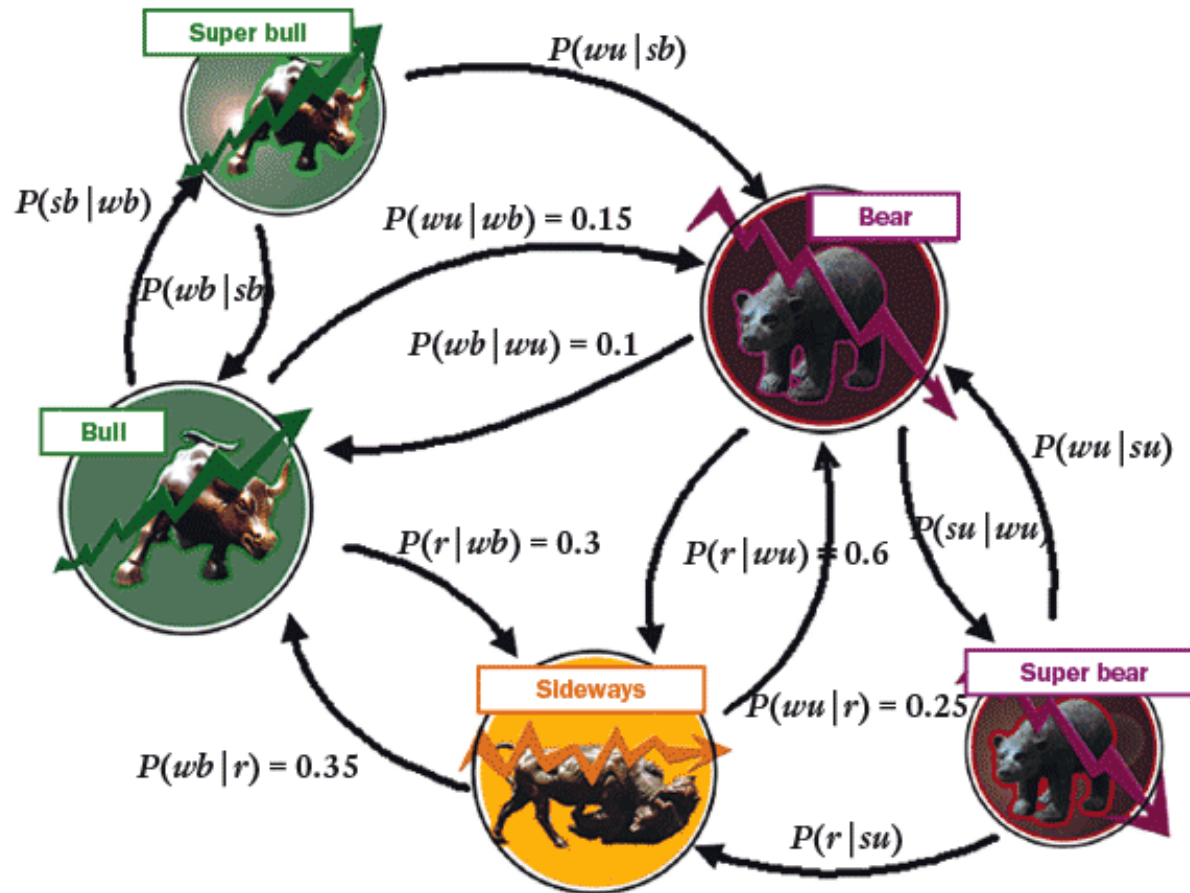 Super bull
P(wu|sb)
P(sb|wb)
P(wu|wb) = 0.15
Bear
P(wb|sb)
P(wb|wu) = 0.1
Bull
P(wu|su)
P(r|wb) = 0.3
P(r|wu) = 0.6
P(su|wu)
Sideways
Super bear
P(wu|r) = 0.25
P(wb|r) = 0.35
P(r|su)